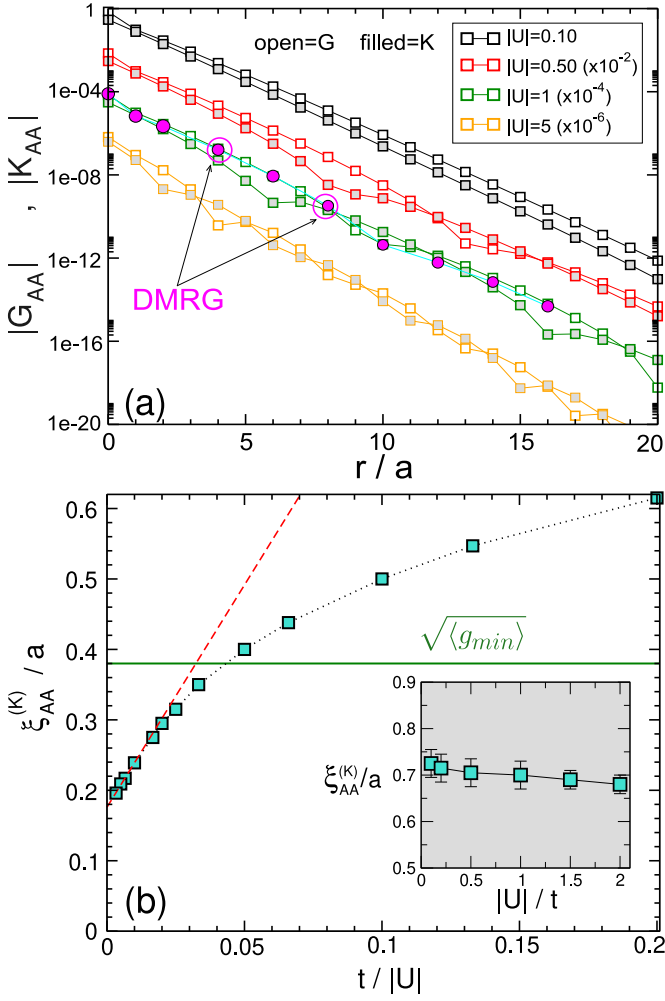 1
1e-04
1e-08
1e-12
1e-16
1e-20
|G_AA| , |K_AA|
open=G filled=K
|U|=0.10
|U|=0.50 (x10⁻²)
|U|=1 (x10⁻⁴)
|U|=5 (x10⁻⁶)
DMRG
(a)
0 5 10 15 20
r / a
0.6
0.5
0.4
0.3
0.2
0.1
0
ξ_AA^(K) / a
√⟨g_min⟩
0.9
0.8
0.7
0.6
0.5
ξ_AA^(K)/a
0 0.5 1 1.5 2
|U| / t
(b)
0 0.05 0.1 0.15 0.2
t / |U|